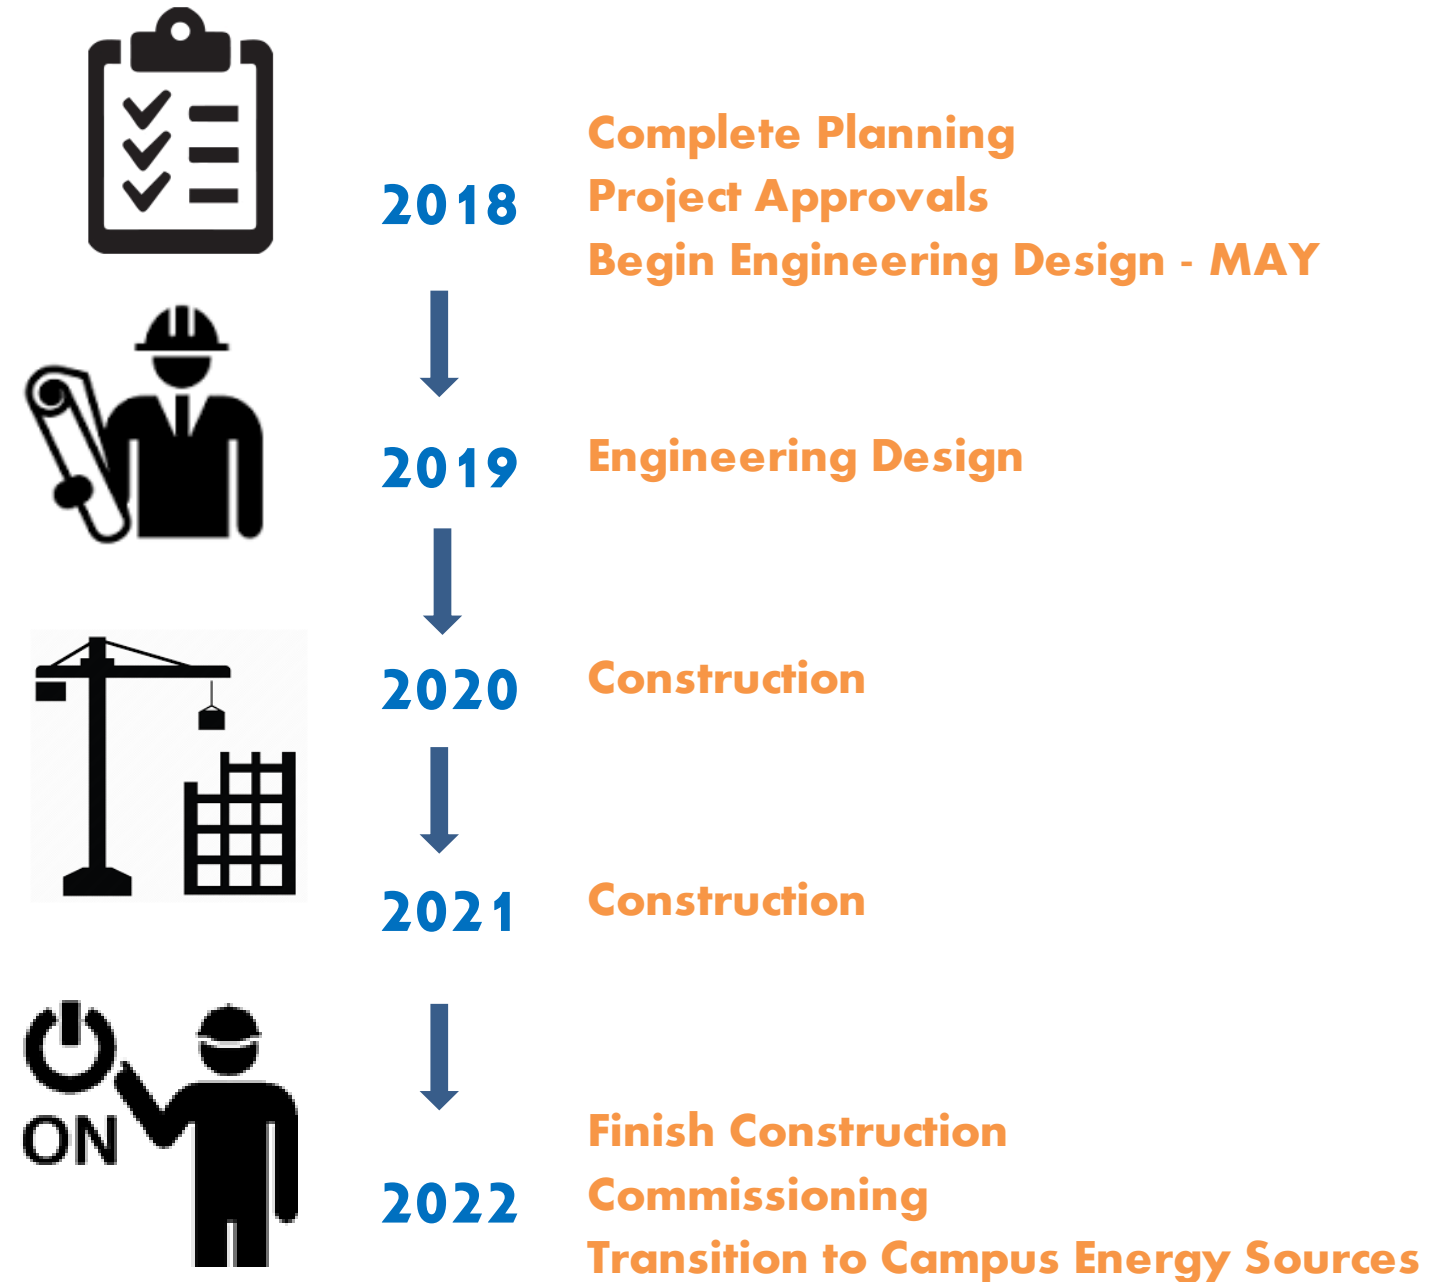 Complete Planning
2018
Project Approvals
Begin Engineering Design - MAY
2019
Engineering Design
2020
Construction
2021
Construction
ON
Finish Construction
2022
Commissioning
Transition to Campus Energy Sources